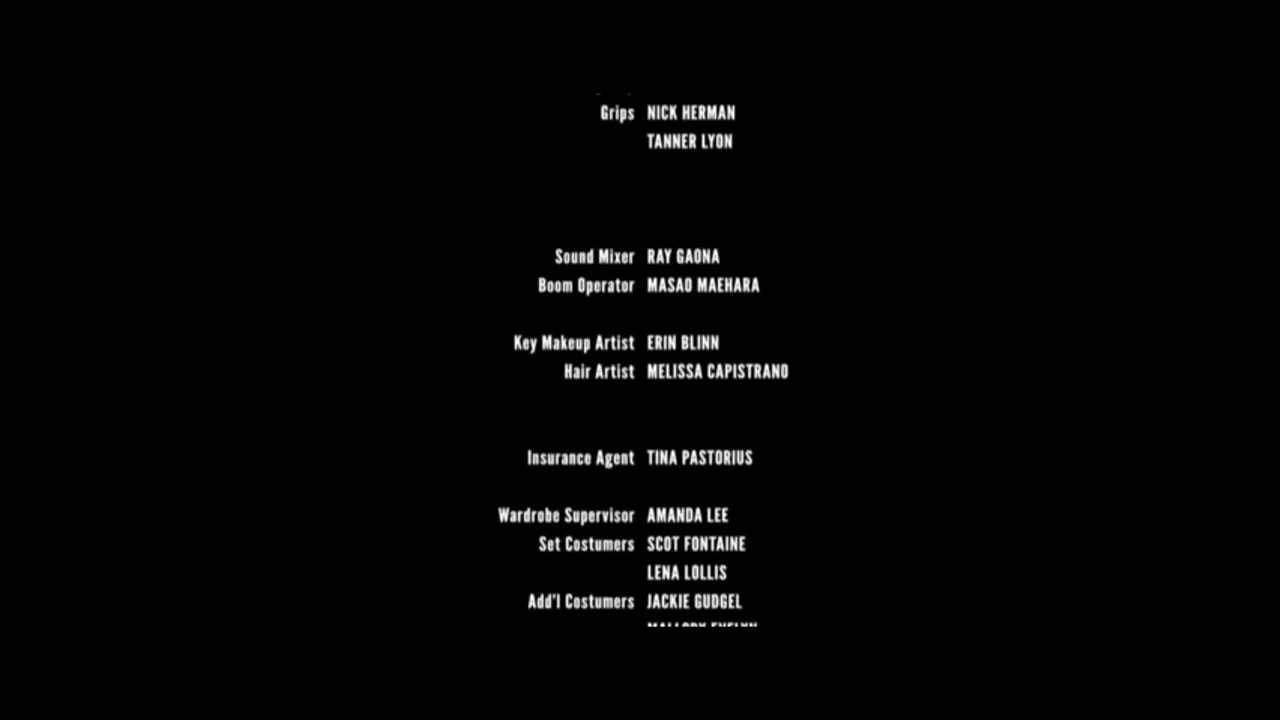 Grips NICK HERMAN
TANNER LYON
Sound Mixer RAY GAONA
Boom Operator MASAO MAEHARA
Key Makeup Artist ERIN BLINN
Hair Artist MELISSA CAPISTRANO
Insurance Agent TINA PASTORIUS
Wardrobe Supervisor AMANDA LEE
Set Costumers SCOT FONTAINE
LENA LOLLIS
Add'l Costumers JACKIE GUDGEL